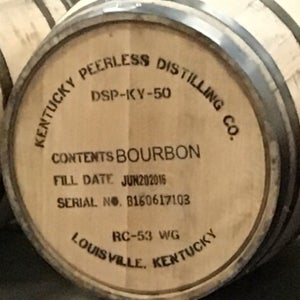 KENTUCKY PEERLESS DISTILLING CO.
DSP-KY-50
CONTENTS BOURBON
FILL DATE JUN202016
SERIAL NO. B160617103
RC-53 WG
LOUISVILLE, KENTUCKY